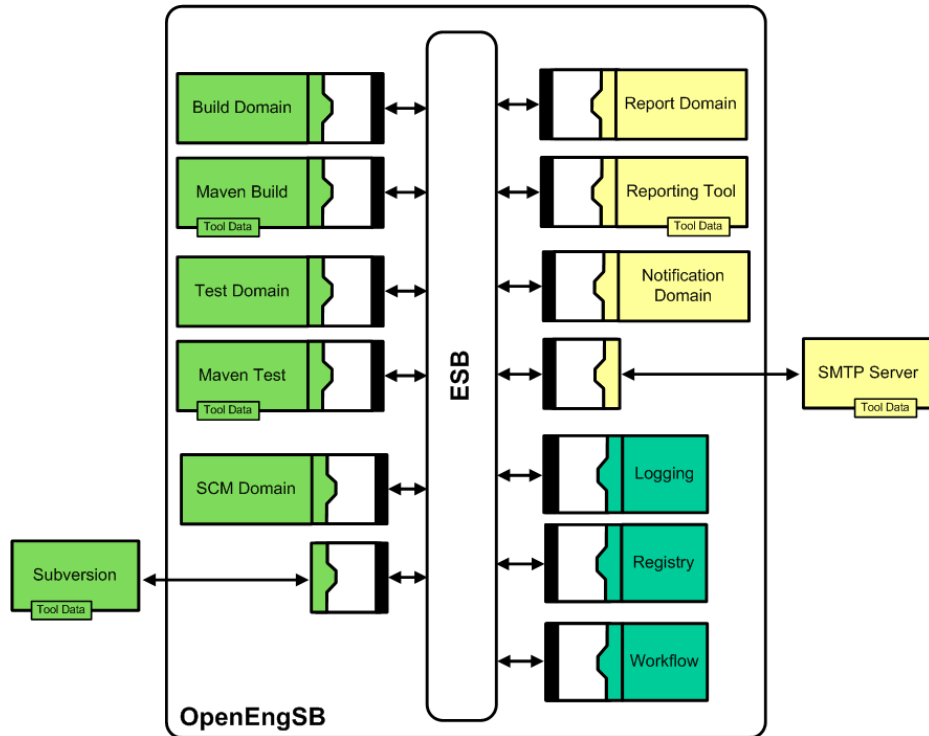 Build Domain
Maven Build
Tool Data
Test Domain
Maven Test
Tool Data
SCM Domain
Subversion
Tool Data
ESB
Report Domain
Reporting Tool
Tool Data
Notification
Domain
SMTP Server
Tool Data
Logging
Registry
Workflow
OpenEngSB